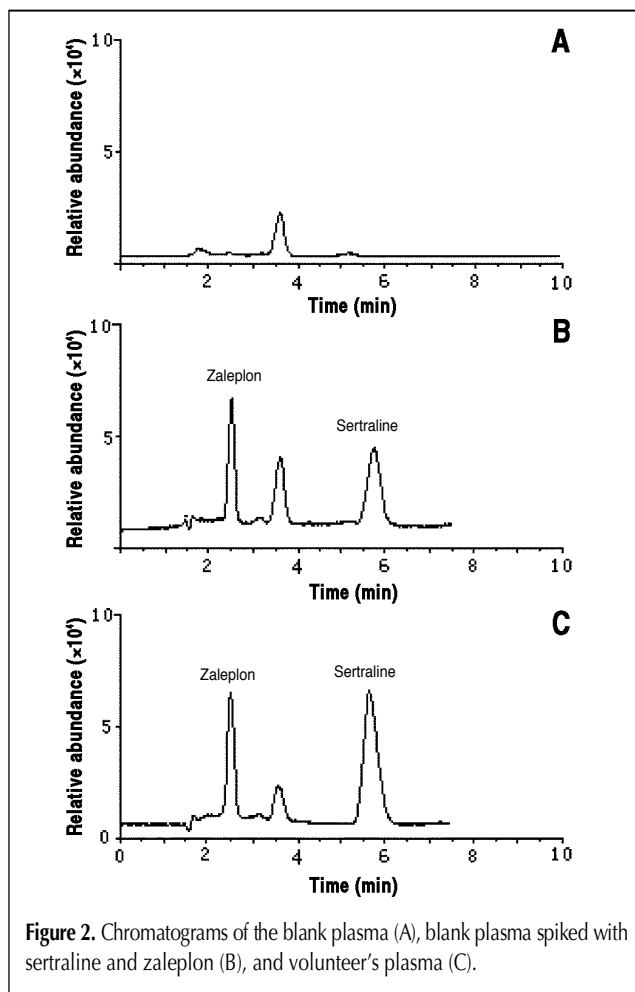 A
Relative abundance (×10⁴)
10
5
2 4 6 8 10
Time (min)
B
Relative abundance (×10⁴)
10
5
Zaleplon
Sertraline
2 4 6 8 10
Time (min)
C
Relative abundance (×10⁴)
10
5
0
Zaleplon
Sertraline
0 2 4 6 8 10
Time (min)
Figure 2. Chromatograms of the blank plasma (A), blank plasma spiked with
sertraline and zaleplon (B), and volunteer's plasma (C).